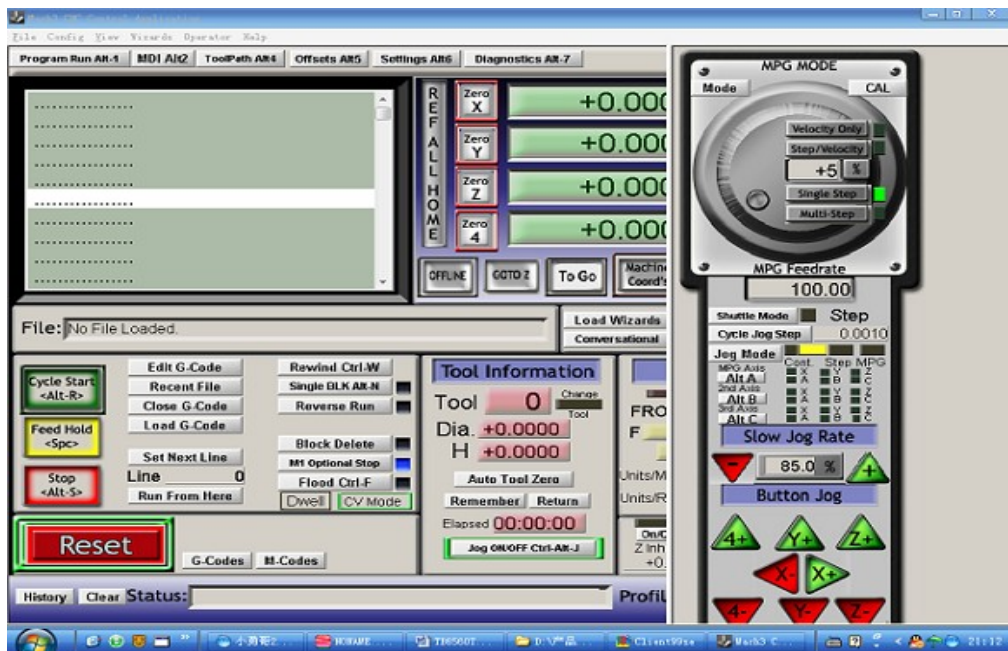 Mach3 CNC Control Application
File Config View Wizards Operator Help
Program Run Alt-1 MDI Alt2 ToolPath Alt4 Offsets Alt5 Settings Alt6 Diagnostics Alt-7
REF ALL HOME
Zero X +0.000
Zero Y +0.000
Zero Z +0.000
Zero 4 +0.000
OFFLINE GOTO Z To Go Machine Coord's
File: No File Loaded.
Load Wizards
Conversational
Cycle Start <Alt-R>
Feed Hold <Spc>
Stop <Alt-S>
Edit G-Code
Recent File
Close G-Code
Load G-Code
Set Next Line
Line 0
Run From Here
Rewind Ctrl-W
Single BLK Alt-N
Reverse Run
Block Delete
M1 Optional Stop
Flood Ctrl-F
Dwell CV Mode
Tool Information
Tool 0 Change Tool
Dia. +0.0000
H +0.0000
Auto Tool Zero
Remember Return
Elapsed 00:00:00
Jog ON/OFF Ctrl-Alt-J
FRO
F
Units/M
Units/R
Z Inh
+0.
Reset
G-Codes M-Codes
History Clear Status:
Profil
MPG MODE
Mode CAL
Velocity Only
Step/Velocity
+5 %
Single Step
Multi-Step
MPG Feedrate
100.00
Shuttle Mode Step
Cycle Jog Step 0.0010
Jog Mode Cont. Step MPG
MPG Axis X Y Z
Alt A A B C
2nd Axis X Y Z
Alt B A B C
3rd Axis X Y Z
Alt C A B C
Slow Jog Rate
- 85.0 % +
Button Jog
4+ Y+ Z+
X- X+
4- Y- Z-
小勇哥2... NONAME... TB6560T... D:\产品... Client99se Mach3 C... 21:12